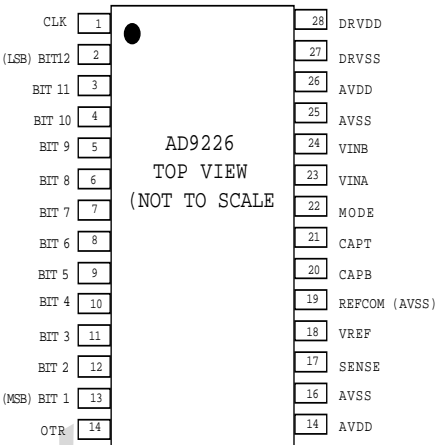 CLK 1
(LSB) BIT12 2
BIT 11 3
BIT 10 4
BIT 9 5
BIT 8 6
BIT 7 7
BIT 6 8
BIT 5 9
BIT 4 10
BIT 3 11
BIT 2 12
(MSB) BIT 1 13
OTR 14
AD9226
TOP VIEW
(NOT TO SCALE
28 DRVDD
27 DRVSS
26 AVDD
25 AVSS
24 VINB
23 VINA
22 MODE
21 CAPT
20 CAPB
19 REFCOM (AVSS)
18 VREF
17 SENSE
16 AVSS
14 AVDD